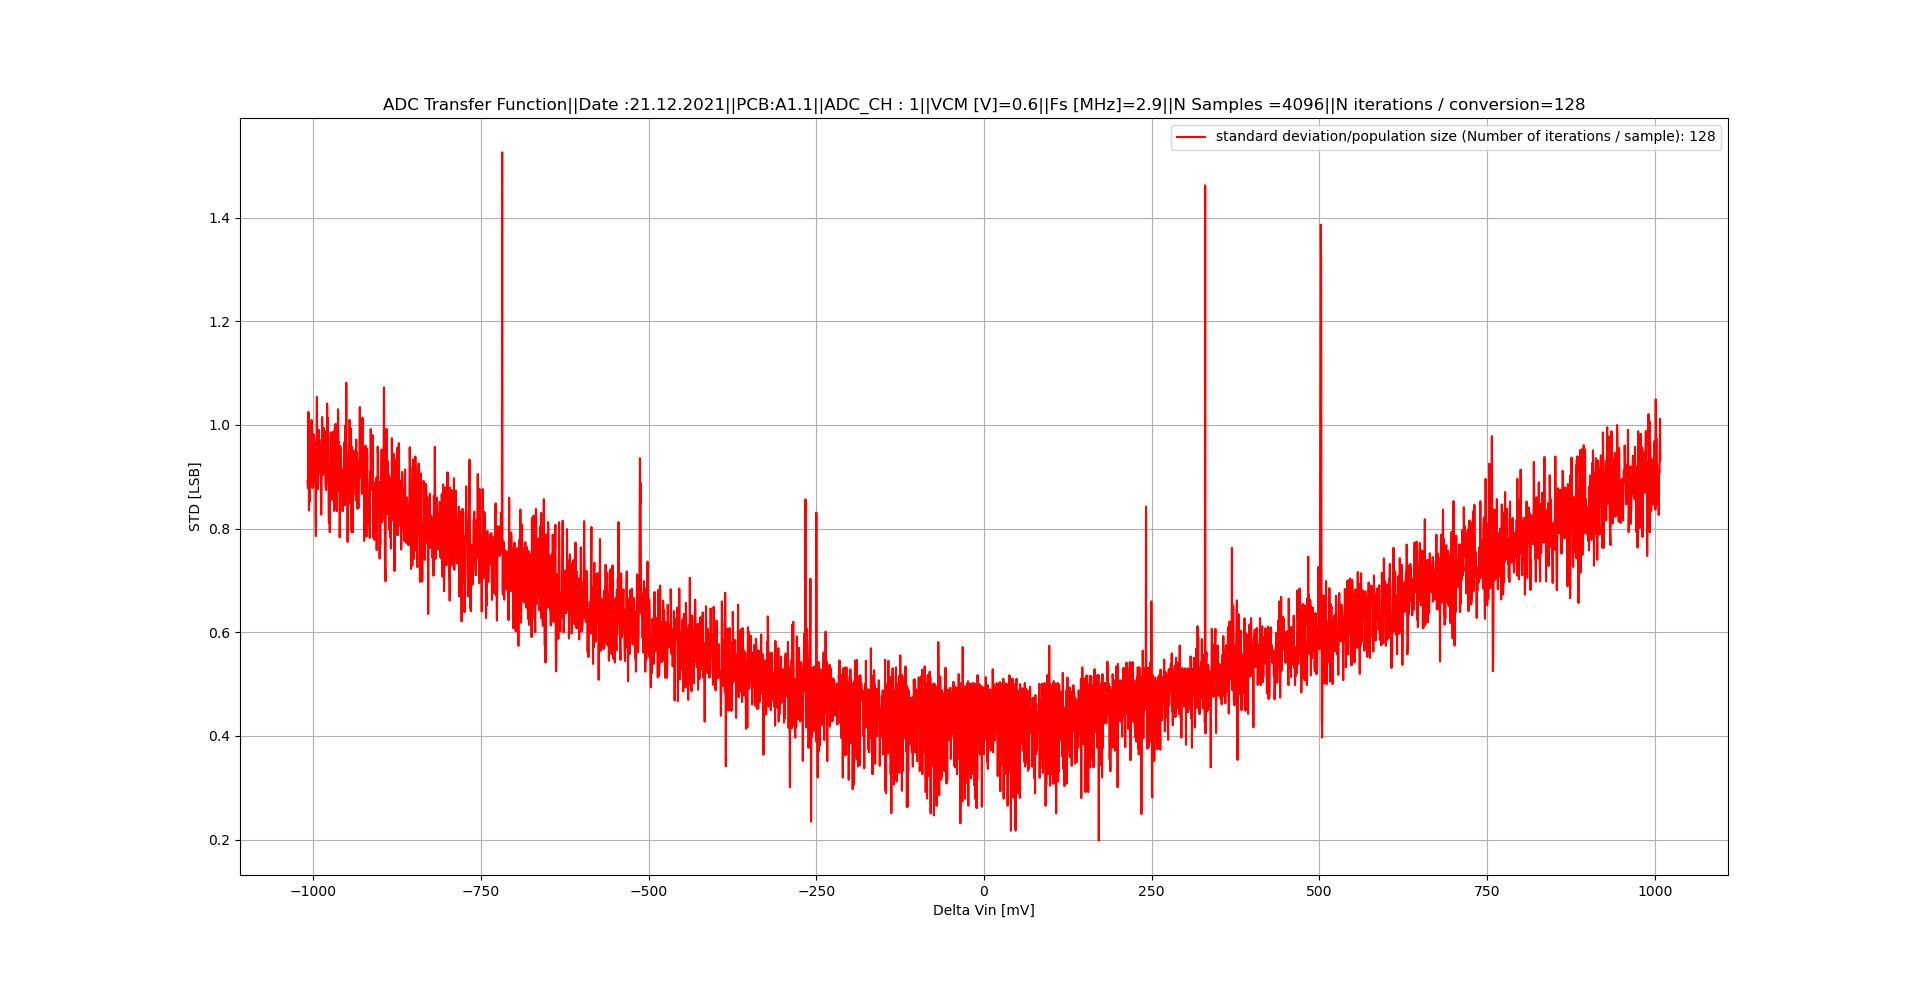 ADC Transfer Function||Date :21.12.2021||PCB:A1.1||ADC_CH : 1||VCM [V]=0.6||Fs [MHz]=2.9||N Samples =4096||N iterations / conversion=128
standard deviation/population size (Number of iterations / sample): 128
STD [LSB]
1.4
1.2
1.0
0.8
0.6
0.4
0.2
−1000 −750 −500 −250 0 250 500 750 1000
Delta Vin [mV]